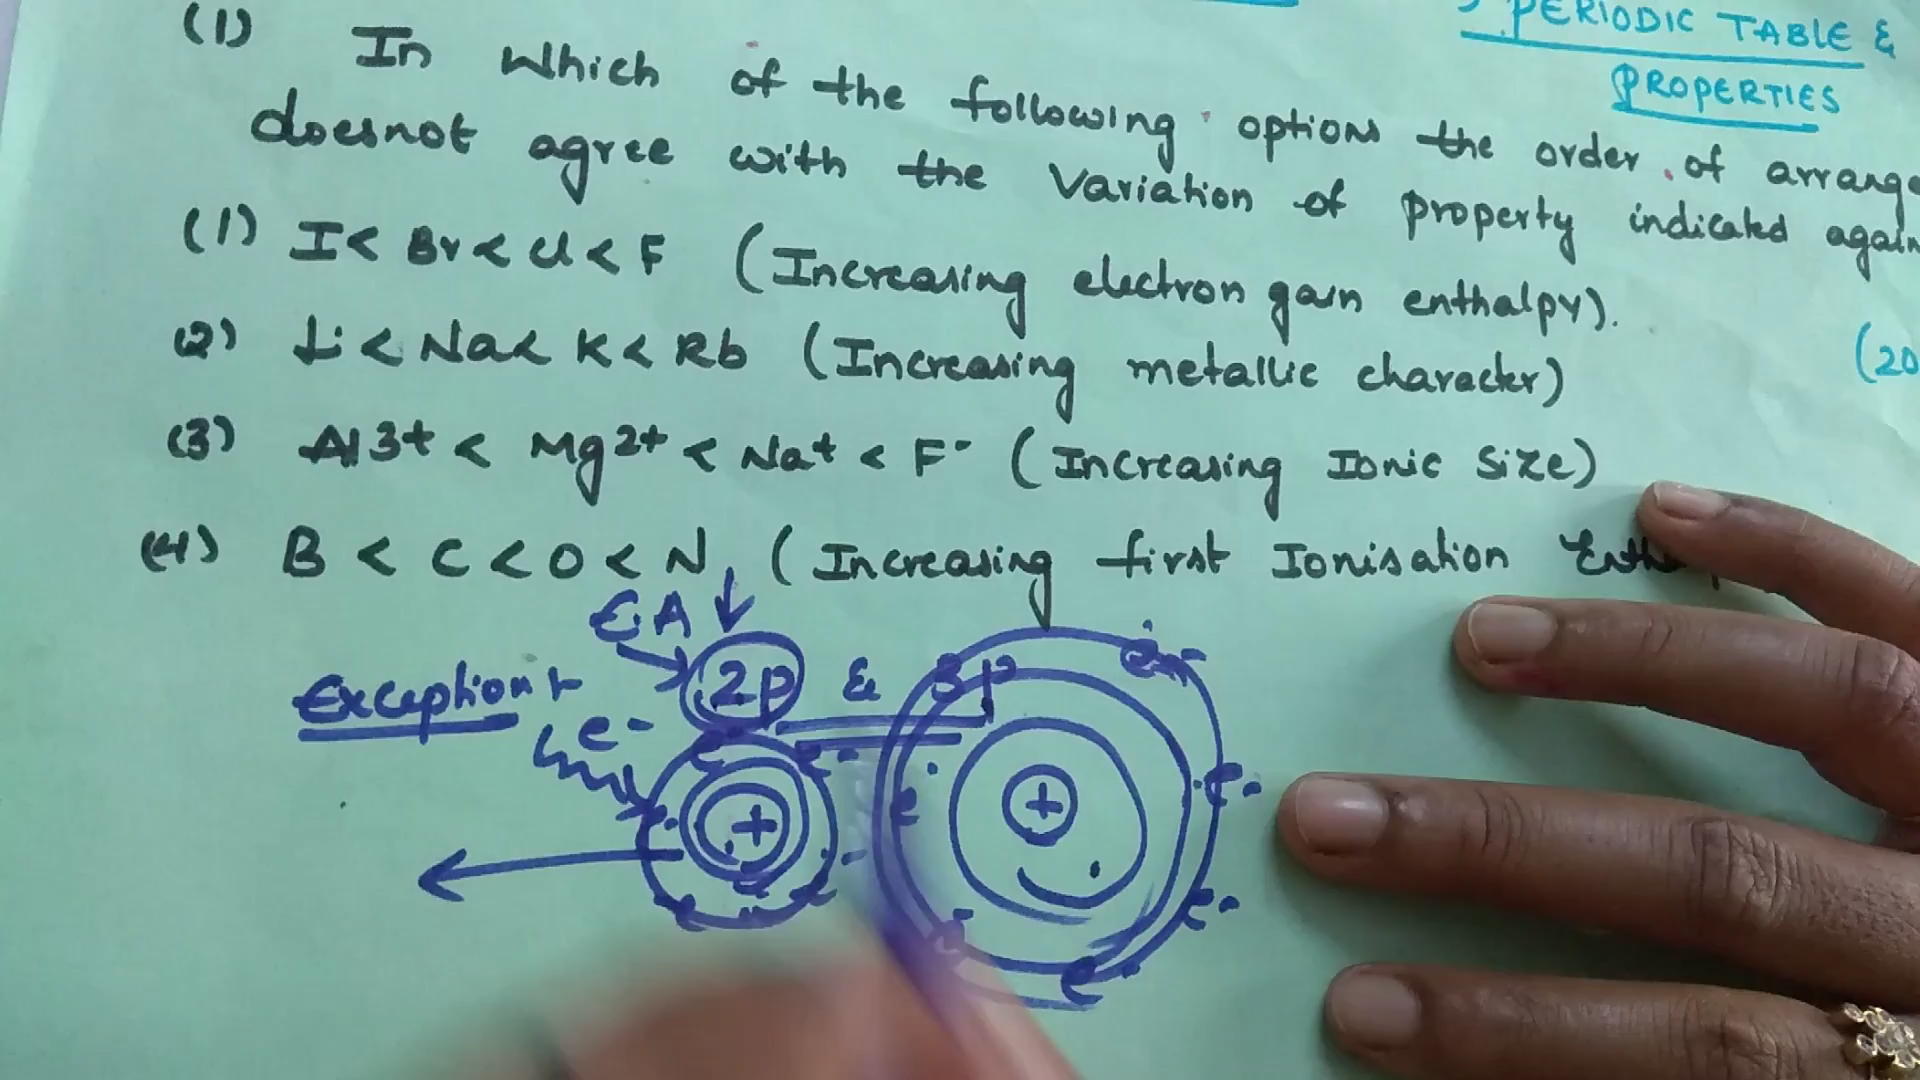 PERIODIC TABLE &
PROPERTIES
(1) In which of the following options the order of
doesnot agree with the variation of property indicated
(1) I < Br < Cl < F (Increasing electron gain enthalpy).
(2) Li < Na < K < Rb (Increasing metallic character)
(20
(3) Al3+ < Mg2+ < Na+ < F- (Increasing Ionic Size)
(4) B < C < O < N (Increasing first Ionisation
EA
Exception 2p & 3p
e-
e- e- e-
+ +
e e-
e-
e-